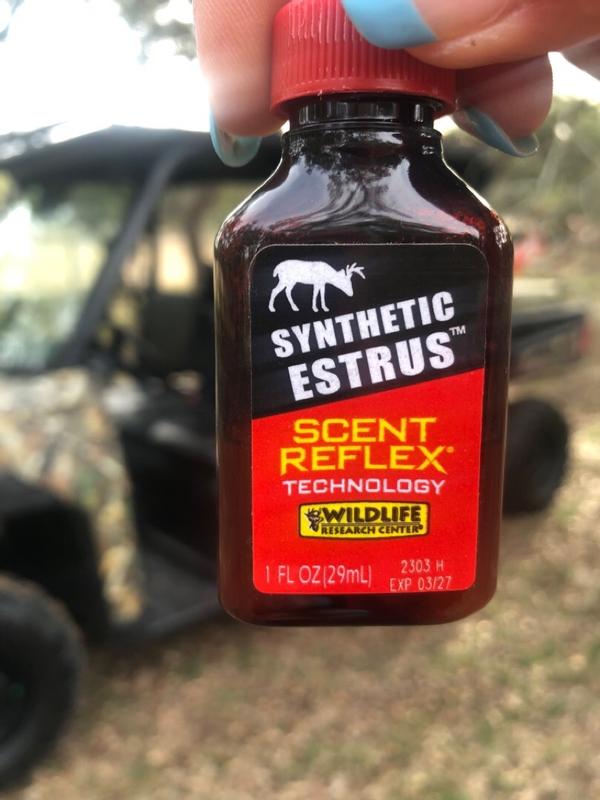 SYNTHETIC
ESTRUS™
SCENT
REFLEX®
TECHNOLOGY
WILDLIFE
RESEARCH CENTER®
1 FL OZ(29mL)
2303 H
EXP 03/27